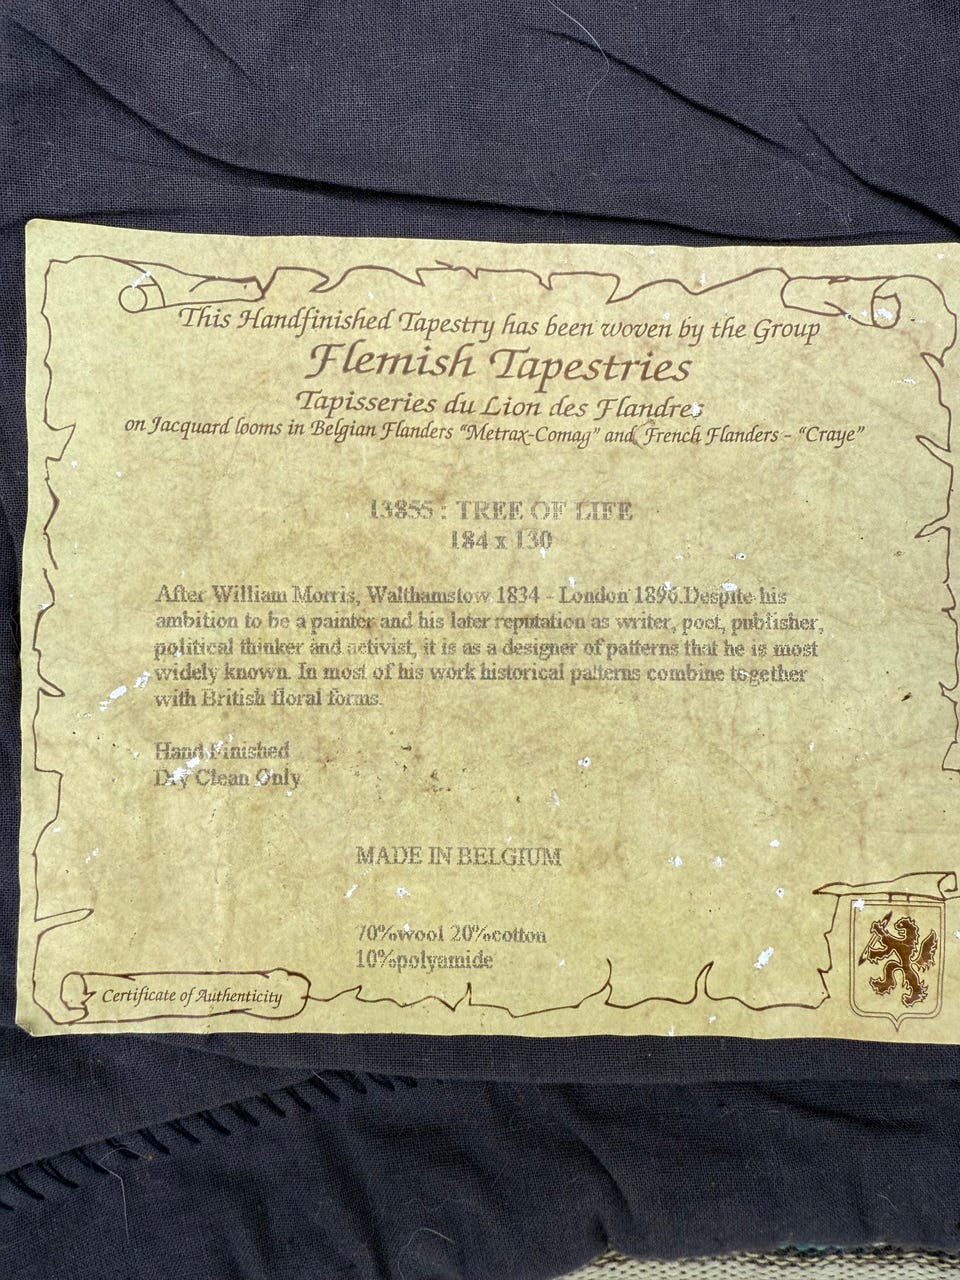 This Handfinished Tapestry has been woven by the Group
Flemish Tapestries
Tapisseries du Lion des Flandres
on Jacquard looms in Belgian Flanders "Metrax-Comag" and French Flanders - "Craye"
13855 : TREE OF LIFE
184 x 130
After William Morris, Walthamstow 1834 - London 1896.Despite his
ambition to be a painter and his later reputation as writer, poet, publisher,
political thinker and activist, it is as a designer of patterns that he is most
widely known. In most of his work historical patterns combine together
with British floral forms.
Hand Finished
Dry Clean Only
MADE IN BELGIUM
70%wool 20%cotton
10%polyamide
Certificate of Authenticity